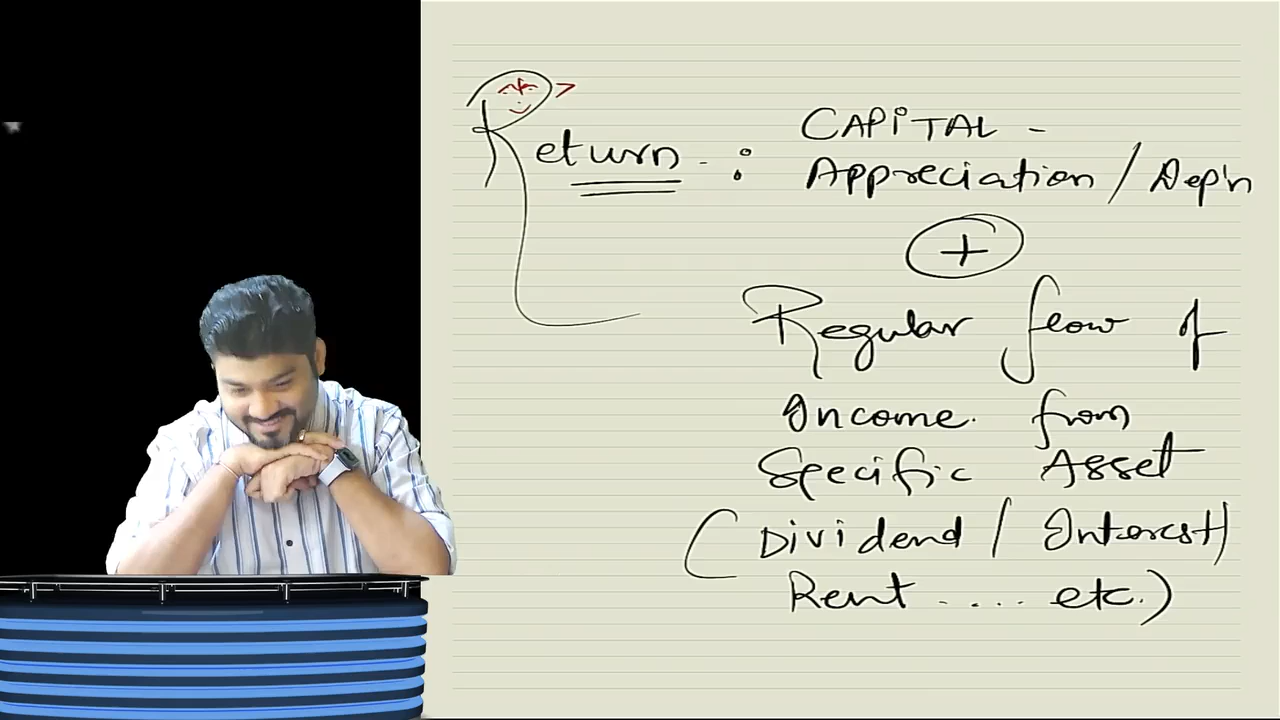 Return : CAPiTAL -
Appreciation / Dep'n
+
Regular flow of
Income. from
Specific Asset
(Dividend / Interest/
Rent .... etc.)